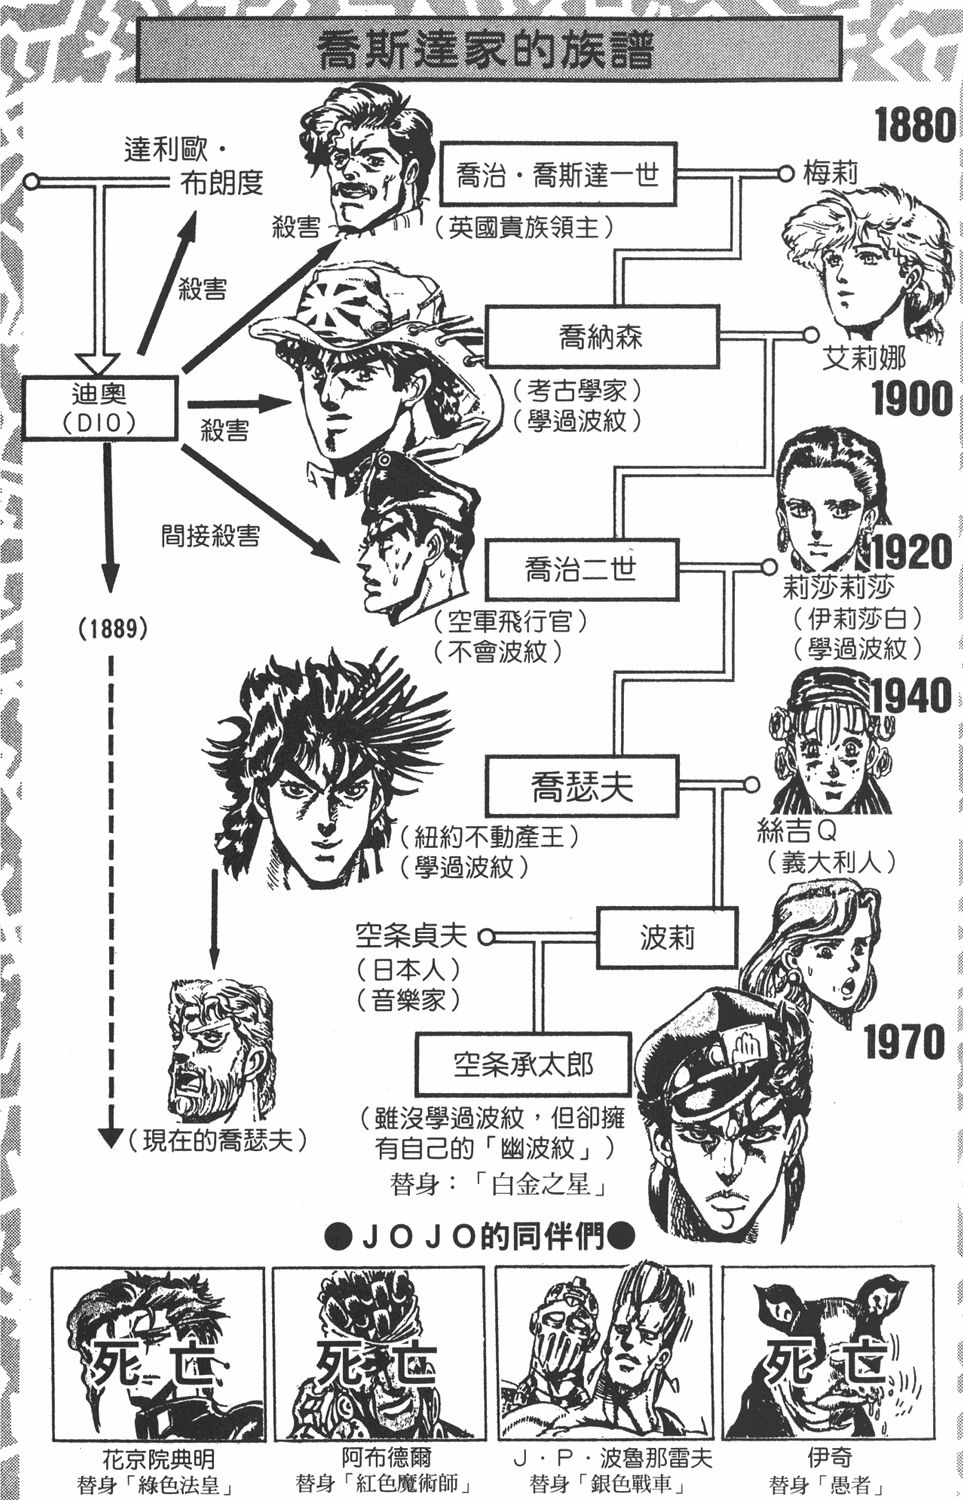 喬斯達家的族譜
1880
達利歐・
布朗度
喬治・喬斯達一世
梅莉
殺害
(英國貴族領主)
殺害
喬納森
艾莉娜
迪奧
(DIO)
(考古學家)
(學過波紋)
1900
殺害
間接殺害
喬治二世
1920
莉莎莉莎
(伊莉莎白)
(學過波紋)
(空軍飛行官)
(不會波紋)
(1889)
1940
喬瑟夫
絲吉Q
(義大利人)
(紐約不動產王)
(學過波紋)
空条貞夫
(日本人)
(音樂家)
波莉
1970
空条承太郎
(雖沒學過波紋,但卻擁
有自己的「幽波紋」)
替身:「白金之星」
(現在的喬瑟夫)
●JOJO的同伴們●
死亡
死亡
死亡
花京院典明
替身「綠色法皇」
阿布德爾
替身「紅色魔術師」
J・P・波魯那雷夫
替身「銀色戰車」
伊奇
替身「愚者」